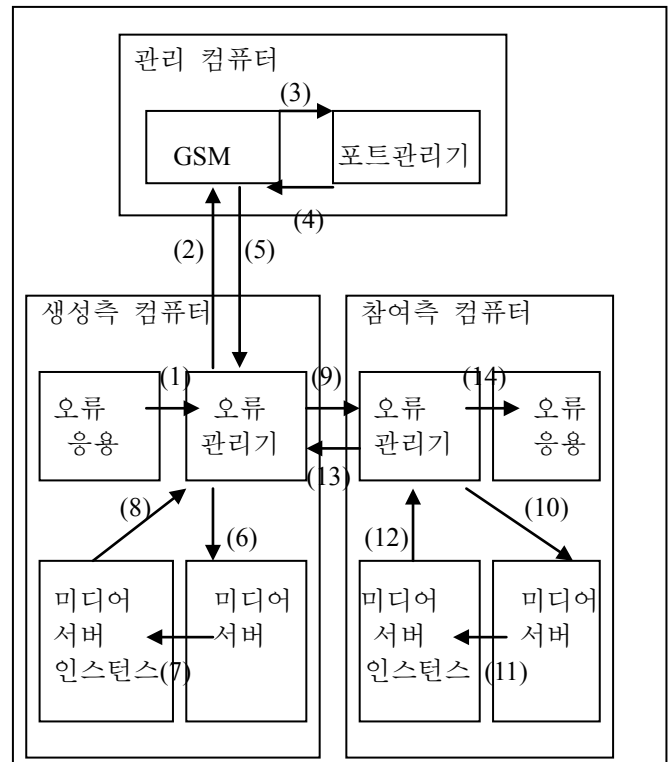 관리 컴퓨터
(3)
GSM
포트관리기
(4)
(2)
(5)
생성측 컴퓨터
참여측 컴퓨터
(1)
(9)
(14)
오류
응용
오류
관리기
오류
관리기
오류
응용
(13)
(8)
(6)
(12)
(10)
미디어
서버
인스턴스(7)
미디어
서버
미디어
서버
인스턴스 (11)
미디어
서버